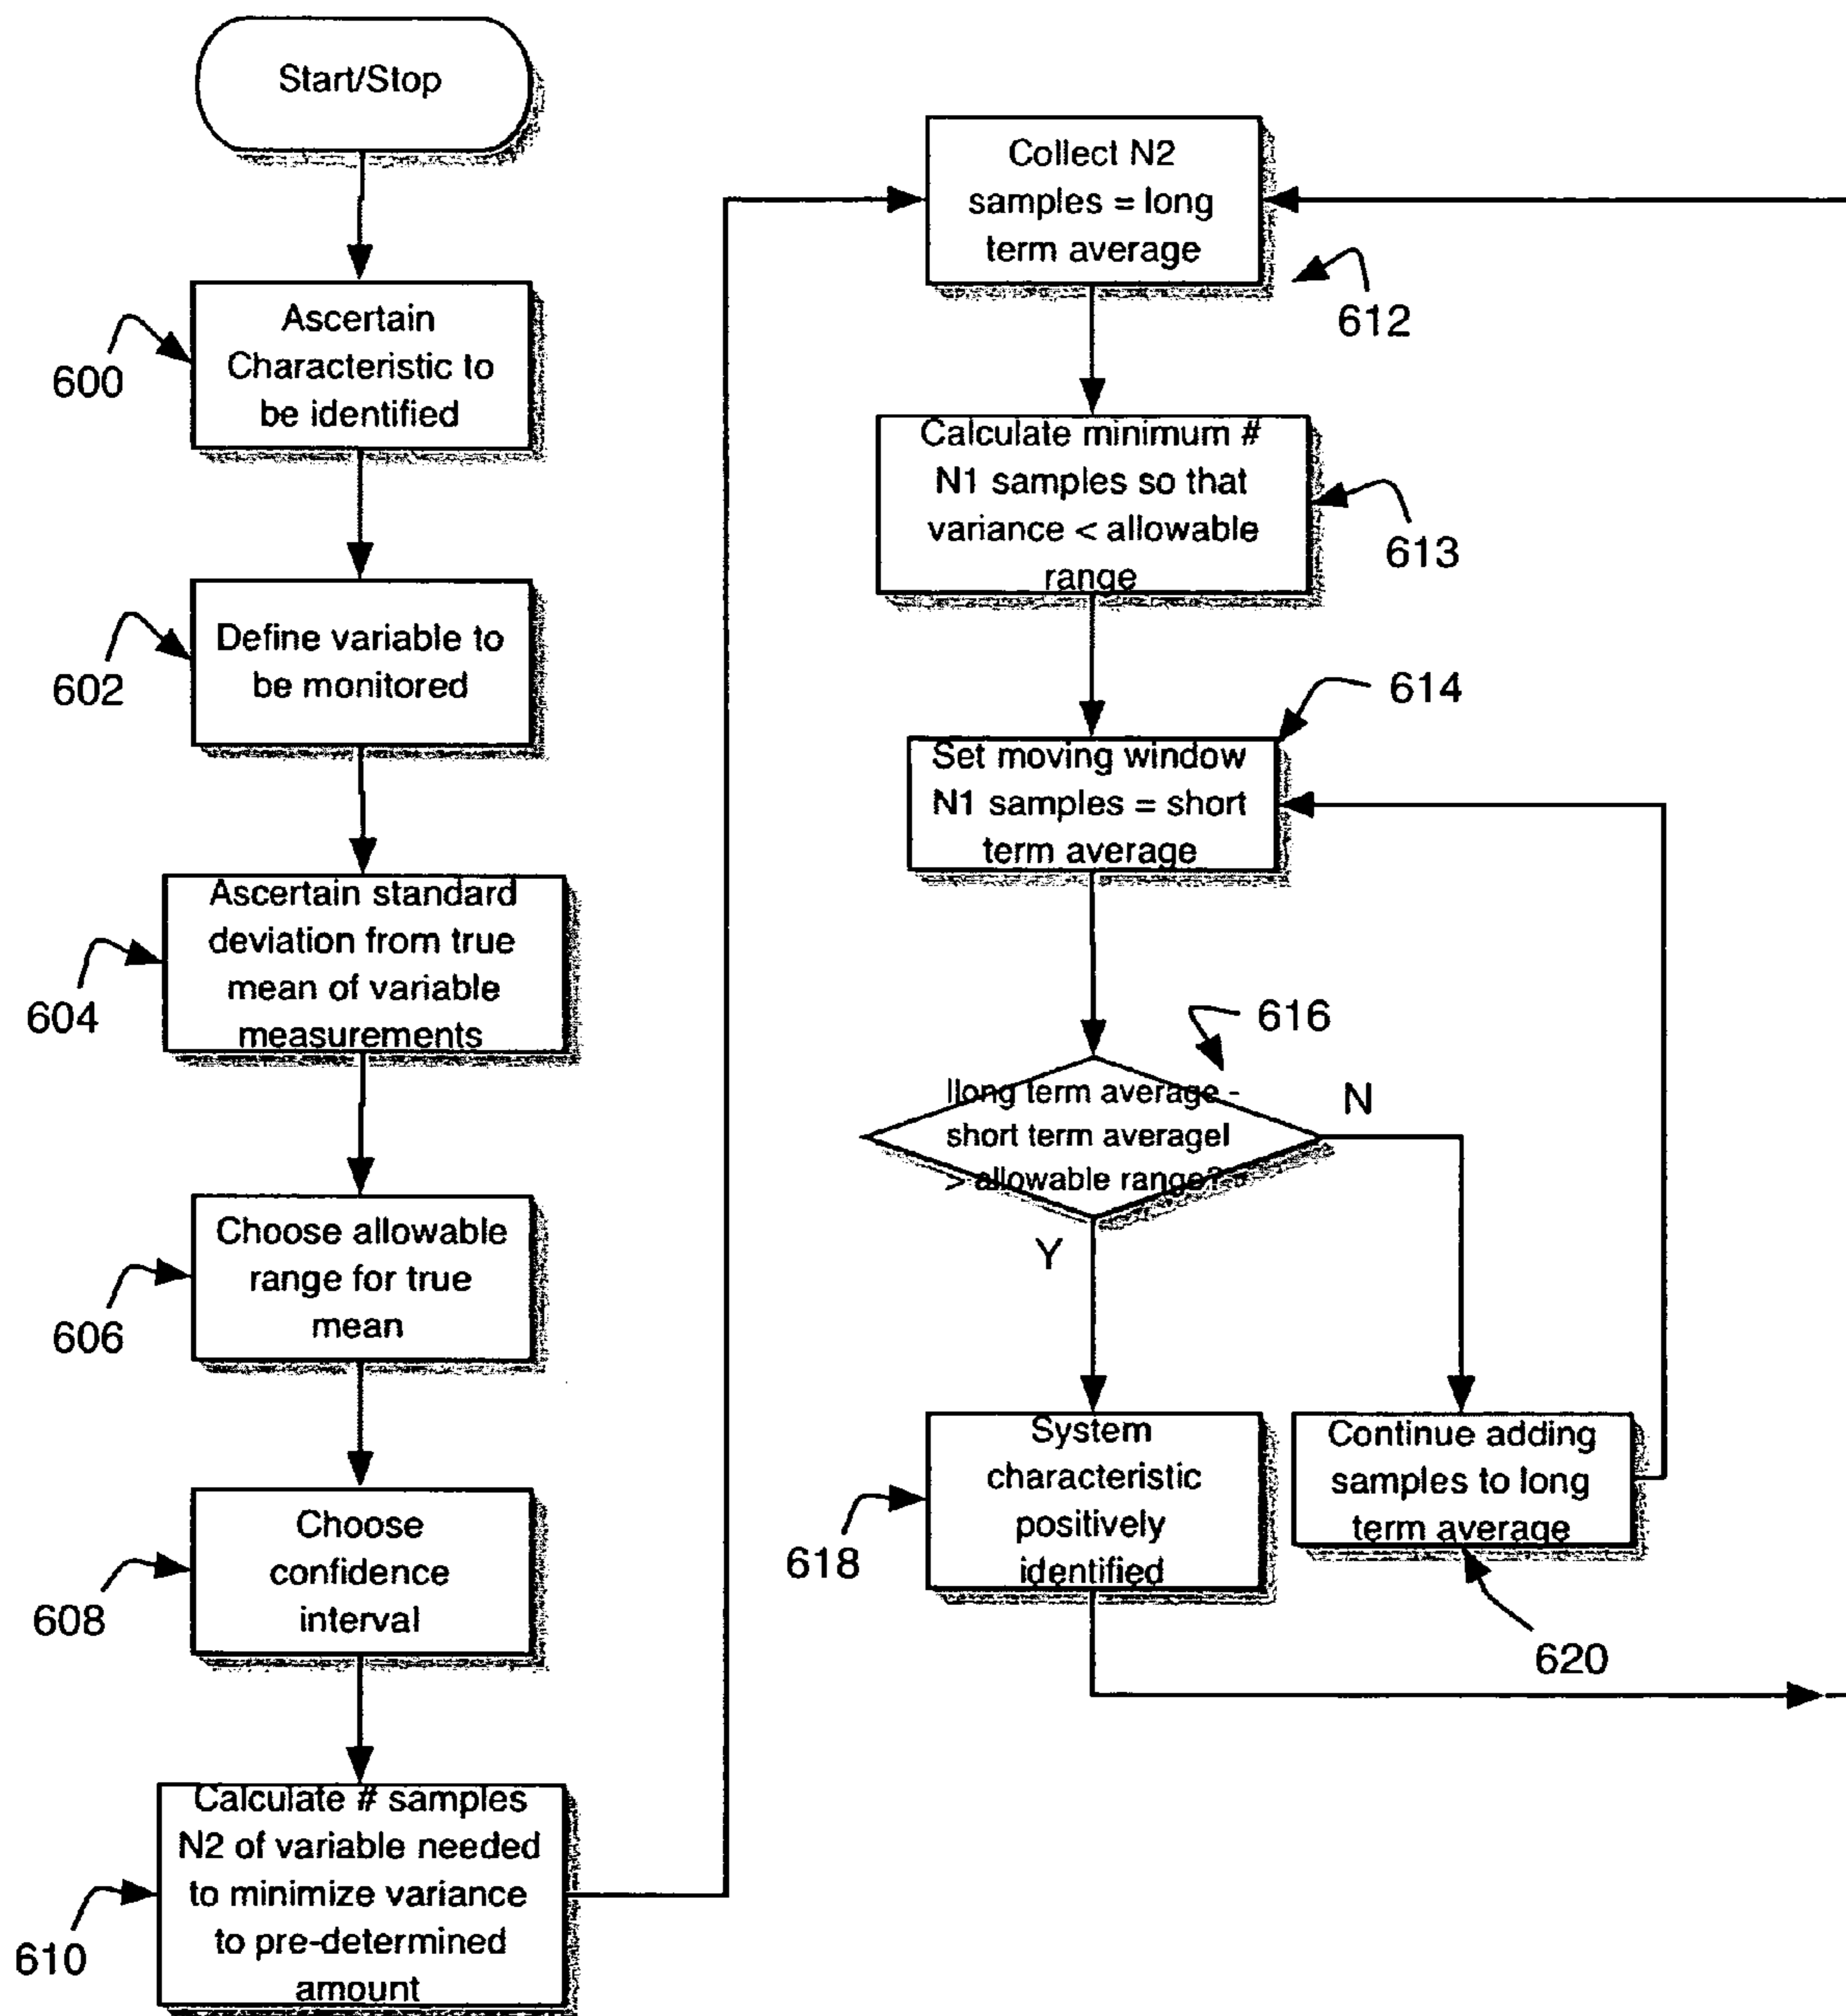 Start/Stop
Ascertain
Characteristic to
be identified
600
Define variable to
be monitored
602
Ascertain standard
deviation from true
mean of variable
measurements
604
Choose allowable
range for true
mean
606
Choose
confidence
interval
608
Calculate # samples
N2 of variable needed
to minimize variance
to pre-determined
amount
610
Collect N2
samples = long
term average
612
Calculate minimum #
N1 samples so that
variance < allowable
range
613
Set moving window
N1 samples = short
term average
614
|long term average -
short term average|
> allowable range?
616
N
Y
System
characteristic
positively
identified
618
Continue adding
samples to long
term average
620